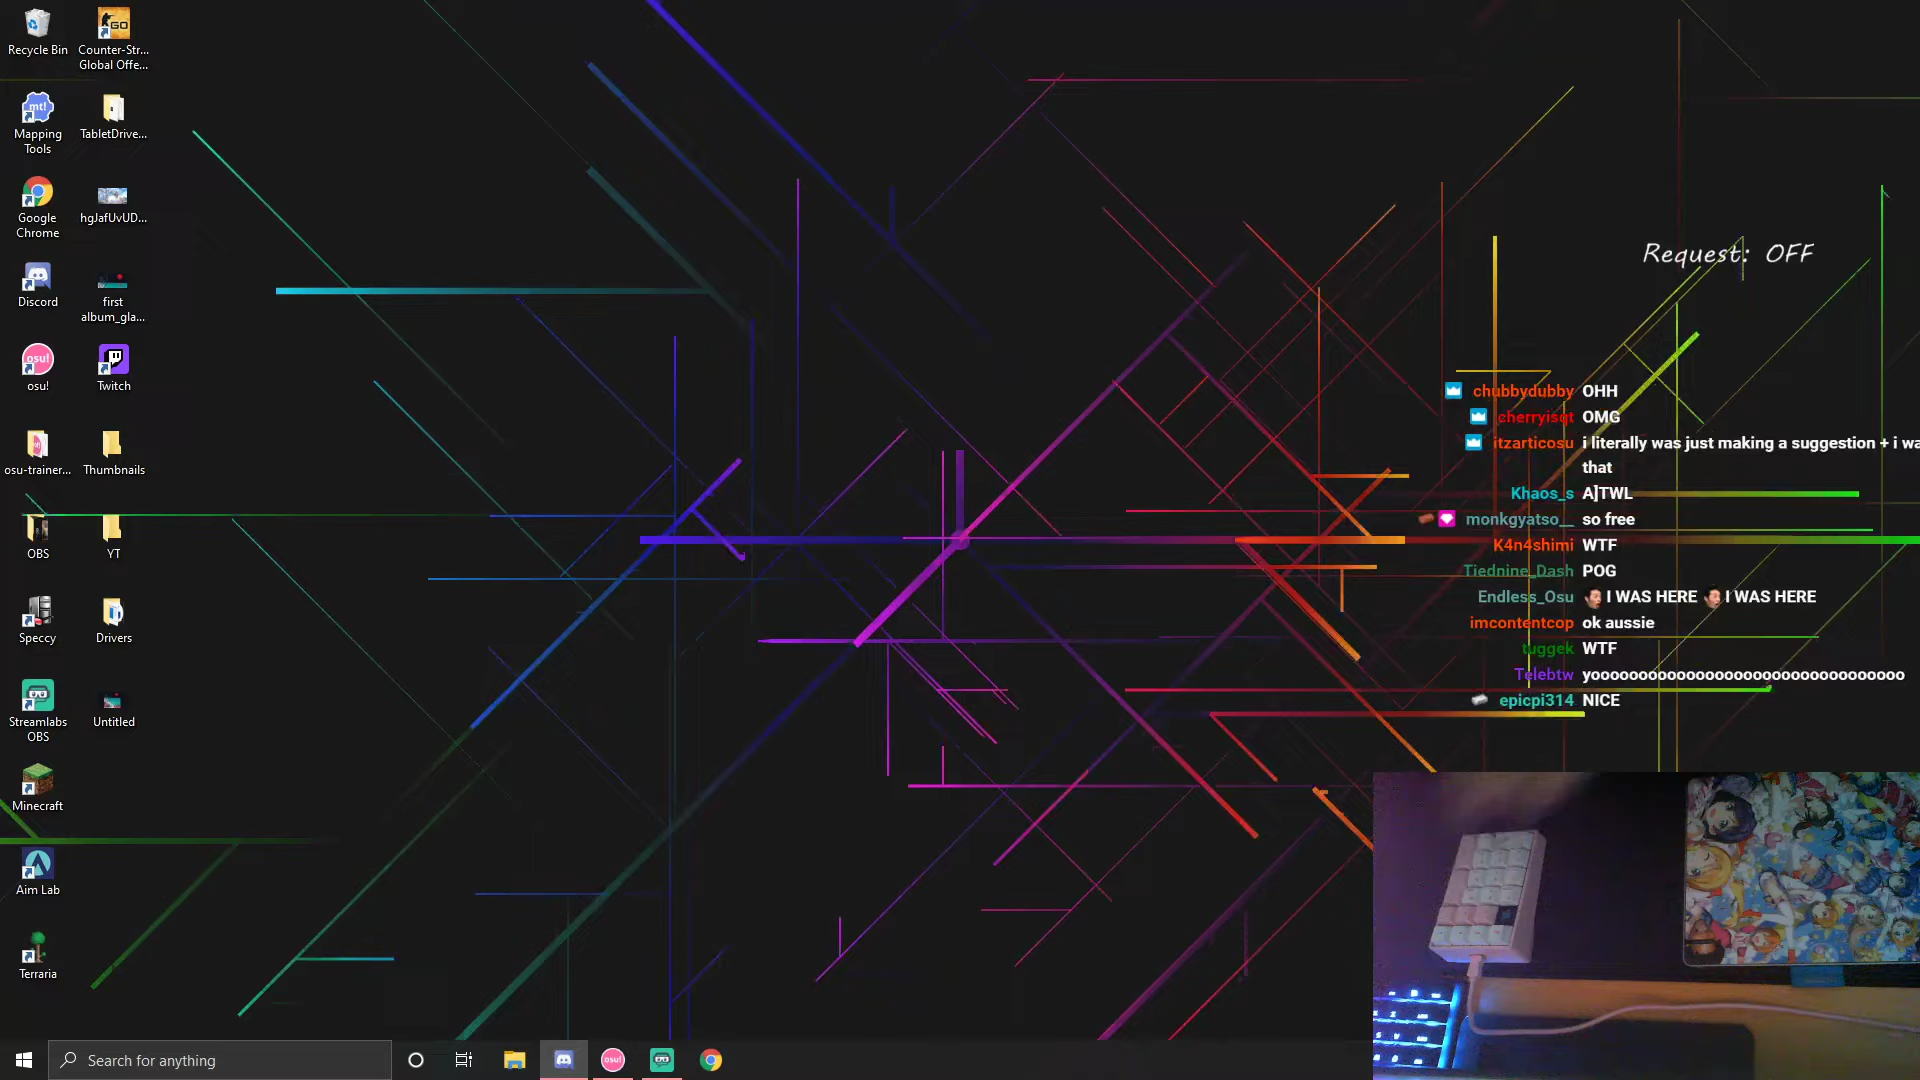 Recycle Bin
Counter-Str...
Global Offe...
Mapping
Tools
TabletDrive...
Google
Chrome
hgJafUvUD...
Discord
first
album_gla...
osu!
Twitch
osu-trainer...
Thumbnails
OBS
YT
Speccy
Drivers
Streamlabs
OBS
Untitled
Minecraft
Aim Lab
Terraria
Request: OFF
chubbydubby OHH
cherryisqt OMG
itzarticosu i literally was just making a suggestion + i wa
that
Khaos_s A]TWL
monkgyatso__ so free
K4n4shimi WTF
Tiednine_Dash POG
Endless_Osu I WAS HERE I WAS HERE
imcontentcop ok aussie
tuggek WTF
Telebtw yooooooooooooooooooooooooooooooooo
epicpi314 NICE
Search for anything